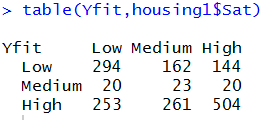 > table(Yfit,housing1$Sat)
Yfit Low Medium High
Low 294 162 144
Medium 20 23 20
High 253 261 504